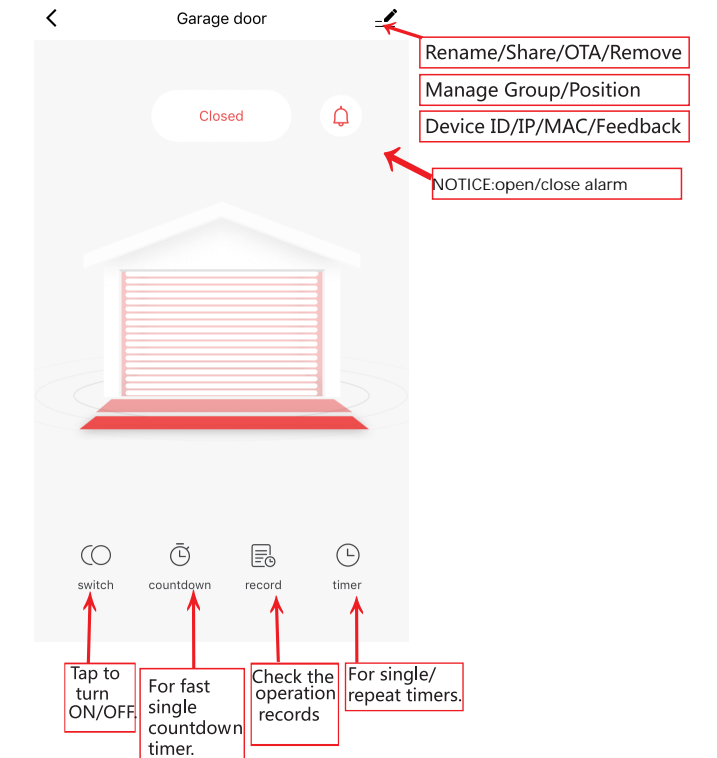 Garage door
Rename/Share/OTA/Remove
Manage Group/Position
Device ID/IP/MAC/Feedback
Closed
NOTICE:open/close alarm
switch
countdown
record
timer
Tap to
turn
ON/OFF.
For fast
single
countdown
timer.
Check the
operation
records
For single/
repeat timers.